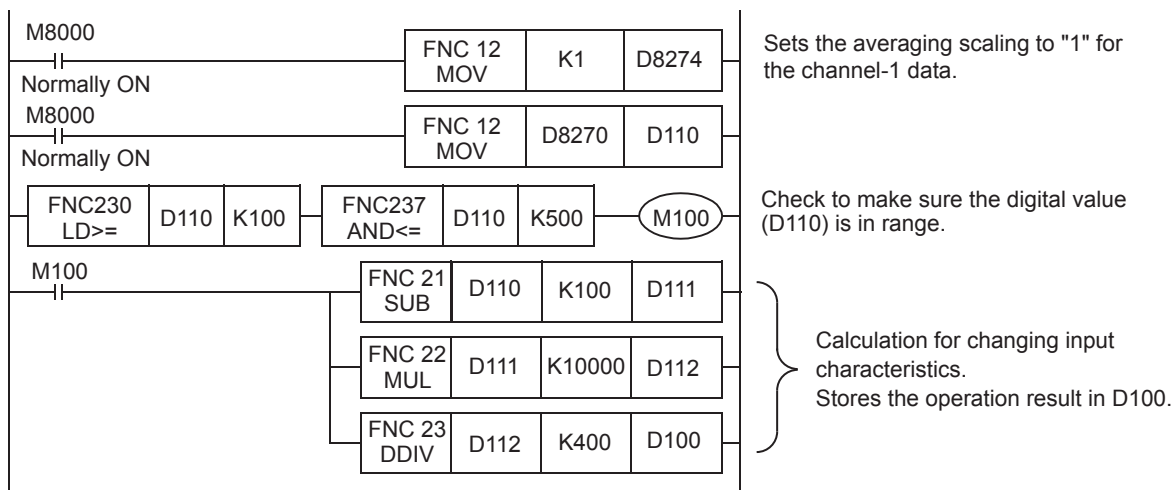 M8000
Normally ON
FNC 12
MOV
K1
D8274
Sets the averaging scaling to "1" for
the channel-1 data.
M8000
Normally ON
FNC 12
MOV
D8270
D110
FNC230
LD>=
D110
K100
FNC237
AND<=
D110
K500
M100
Check to make sure the digital value
(D110) is in range.
M100
FNC 21
SUB
D110
K100
D111
FNC 22
MUL
D111
K10000
D112
FNC 23
DDIV
D112
K400
D100
Calculation for changing input
characteristics.
Stores the operation result in D100.